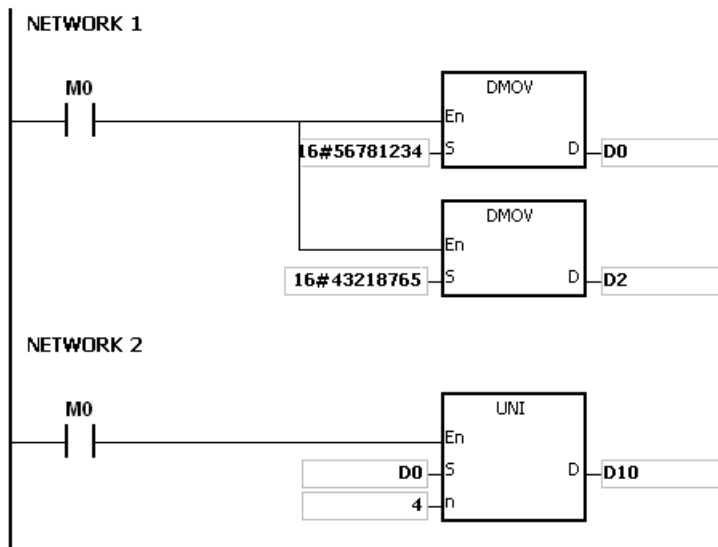 NETWORK 1
M0
DMOV
En
16#56781234 S D D0
DMOV
En
16#43218765 S D D2
NETWORK 2
M0
UNI
En
D0 S D D10
4 n